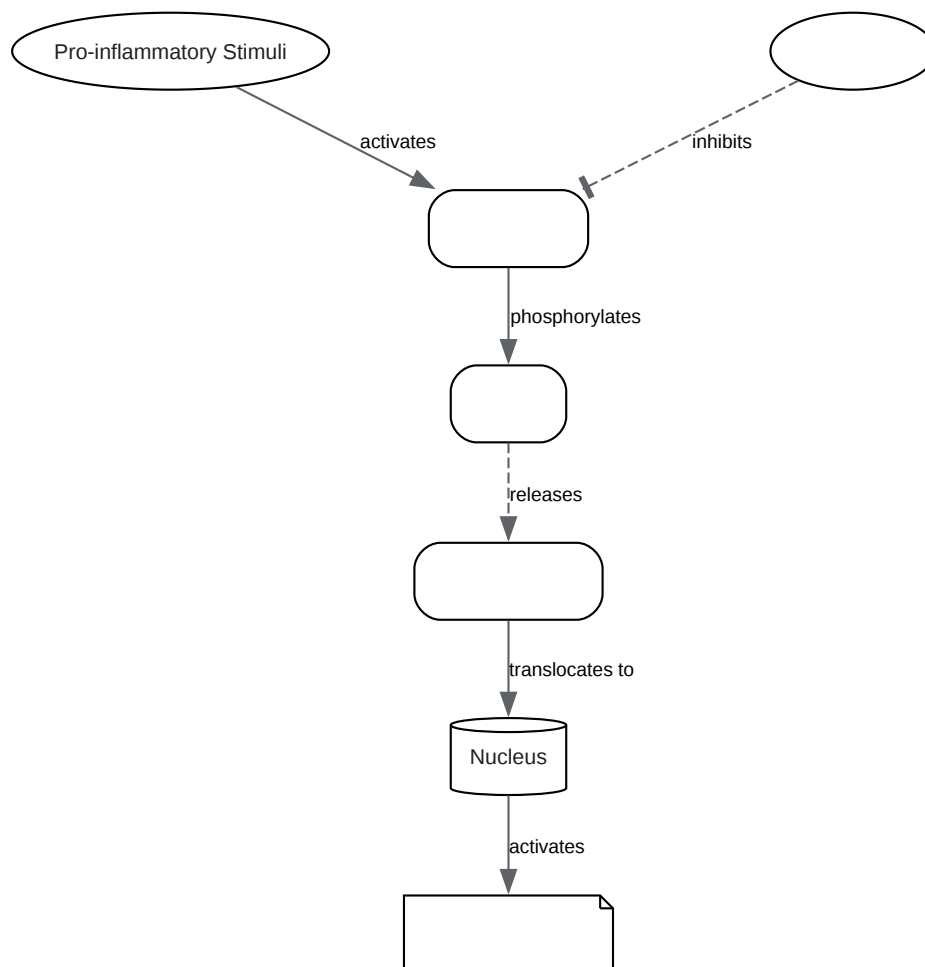 Pro-inflammatory Stimuli
activates
inhibits
phosphorylates
releases
translocates to
Nucleus
activates